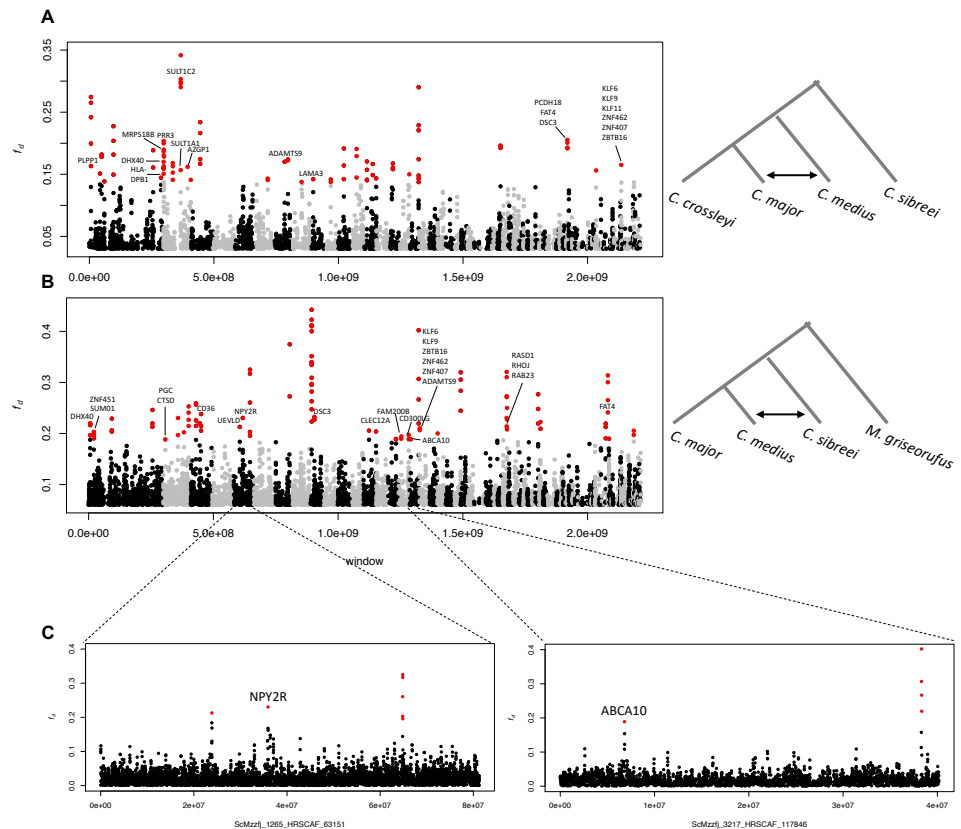 A
0.35
0.25
0.15
0.05
fd
SULT1C2
MRPS18B
PRR3
SULT1A1
AZGP1
PLPP1
DHX40
HLA-
DPB1
ADAMTS9
LAMA3
PCDH18
FAT4
DSC3
KLF6
KLF9
KLF11
ZNF462
ZNF407
ZBTB16
0.0e+00 5.0e+08 1.0e+09 1.5e+09 2.0e+09
C. crossleyi
C. major
C. medius
C. sibreei
B
0.4
0.3
0.2
0.1
fd
DHX40
ZNF451
SUM01
PGC
CTSD
CD36
UEVLD
NPY2R
DSC3
CLEC12A
FAM200B
CD300LG
ABCA10
KLF6
KLF9
ZBTB16
ZNF462
ZNF407
ADAMTS9
RASD1
RHOJ
RAB23
FAT4
0.0e+00 5.0e+08 1.0e+09 1.5e+09 2.0e+09
window
C. major
C. medius
C. sibreei
M. griseorufus
C
0.4
0.3
0.2
0.1
0.0
fd
NPY2R
0e+00 2e+07 4e+07 6e+07 8e+07
ScMzzfj_1265_HRSCAF_63151
0.4
0.3
0.2
0.1
0.0
fd
ABCA10
0e+00 1e+07 2e+07 3e+07 4e+07
ScMzzfj_3217_HRSCAF_117846